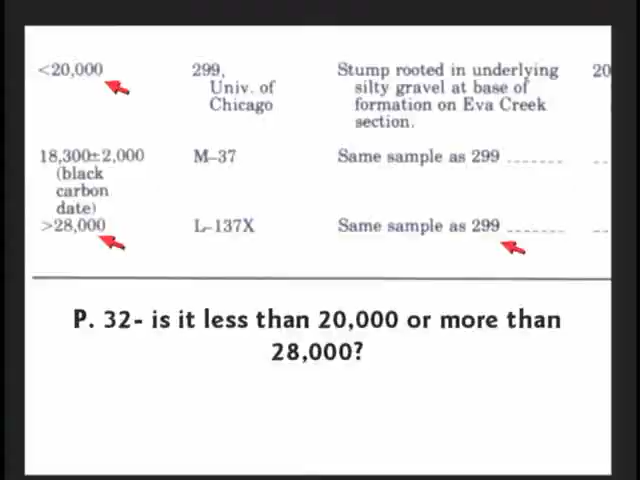 <20,000 299, Stump rooted in underlying 20
Univ. of silty gravel at base of
Chicago formation on Eva Creek
section.
18,300±2,000 M–37 Same sample as 299
(black
carbon
date)
>28,000 L–137X Same sample as 299
P. 32- is it less than 20,000 or more than
28,000?